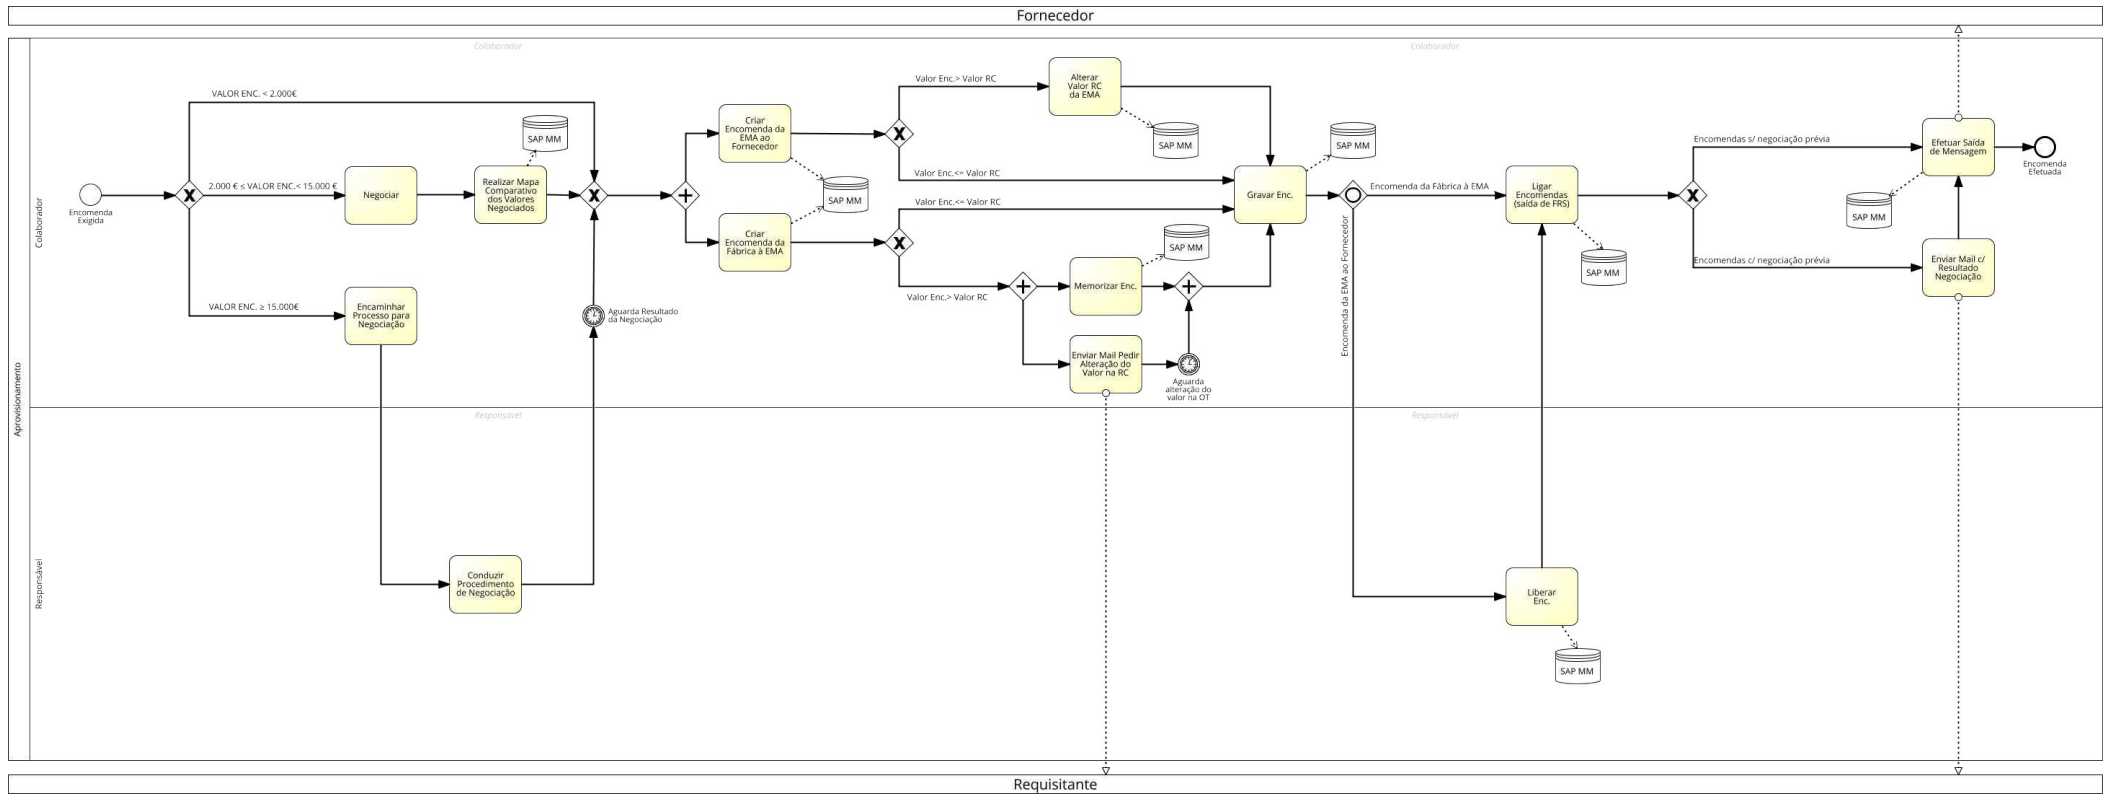 Fornecedor
Aprovisionamento
Colaborador
Colaborador
Colaborador
Encomenda
Exigida
VALOR ENC. < 2.000€
2.000 € ≤ VALOR ENC.< 15.000 €
VALOR ENC. ≥ 15.000€
Negociar
Realizar Mapa
Comparativo
dos Valores
Negociados
SAP MM
Encaminhar
Processo para
Negociação
Aguarda Resultado
da Negociação
Criar
Encomenda da
EMA ao
Fornecedor
SAP MM
Criar
Encomenda da
Fábrica à EMA
Valor Enc.> Valor RC
Valor Enc.<= Valor RC
Valor Enc.<= Valor RC
Valor Enc.> Valor RC
Alterar
Valor RC
da EMA
SAP MM
Memorizar Enc.
SAP MM
Enviar Mail Pedir
Alteração do
Valor na RC
Aguarda
alteração do
valor na OT
Gravar Enc.
SAP MM
Encomenda da Fábrica à EMA
Encomenda da EMA ao Fornecedor
Ligar
Encomendas
(saída de FRS)
SAP MM
Encomendas s/ negociação prévia
Encomendas c/ negociação prévia
Efetuar Saída
de Mensagem
SAP MM
Enviar Mail c/
Resultado
Negociação
Encomenda
Efetuada
Responsável
Responsável
Responsável
Conduzir
Procedimento
de Negociação
Liberar
Enc.
SAP MM
Requisitante